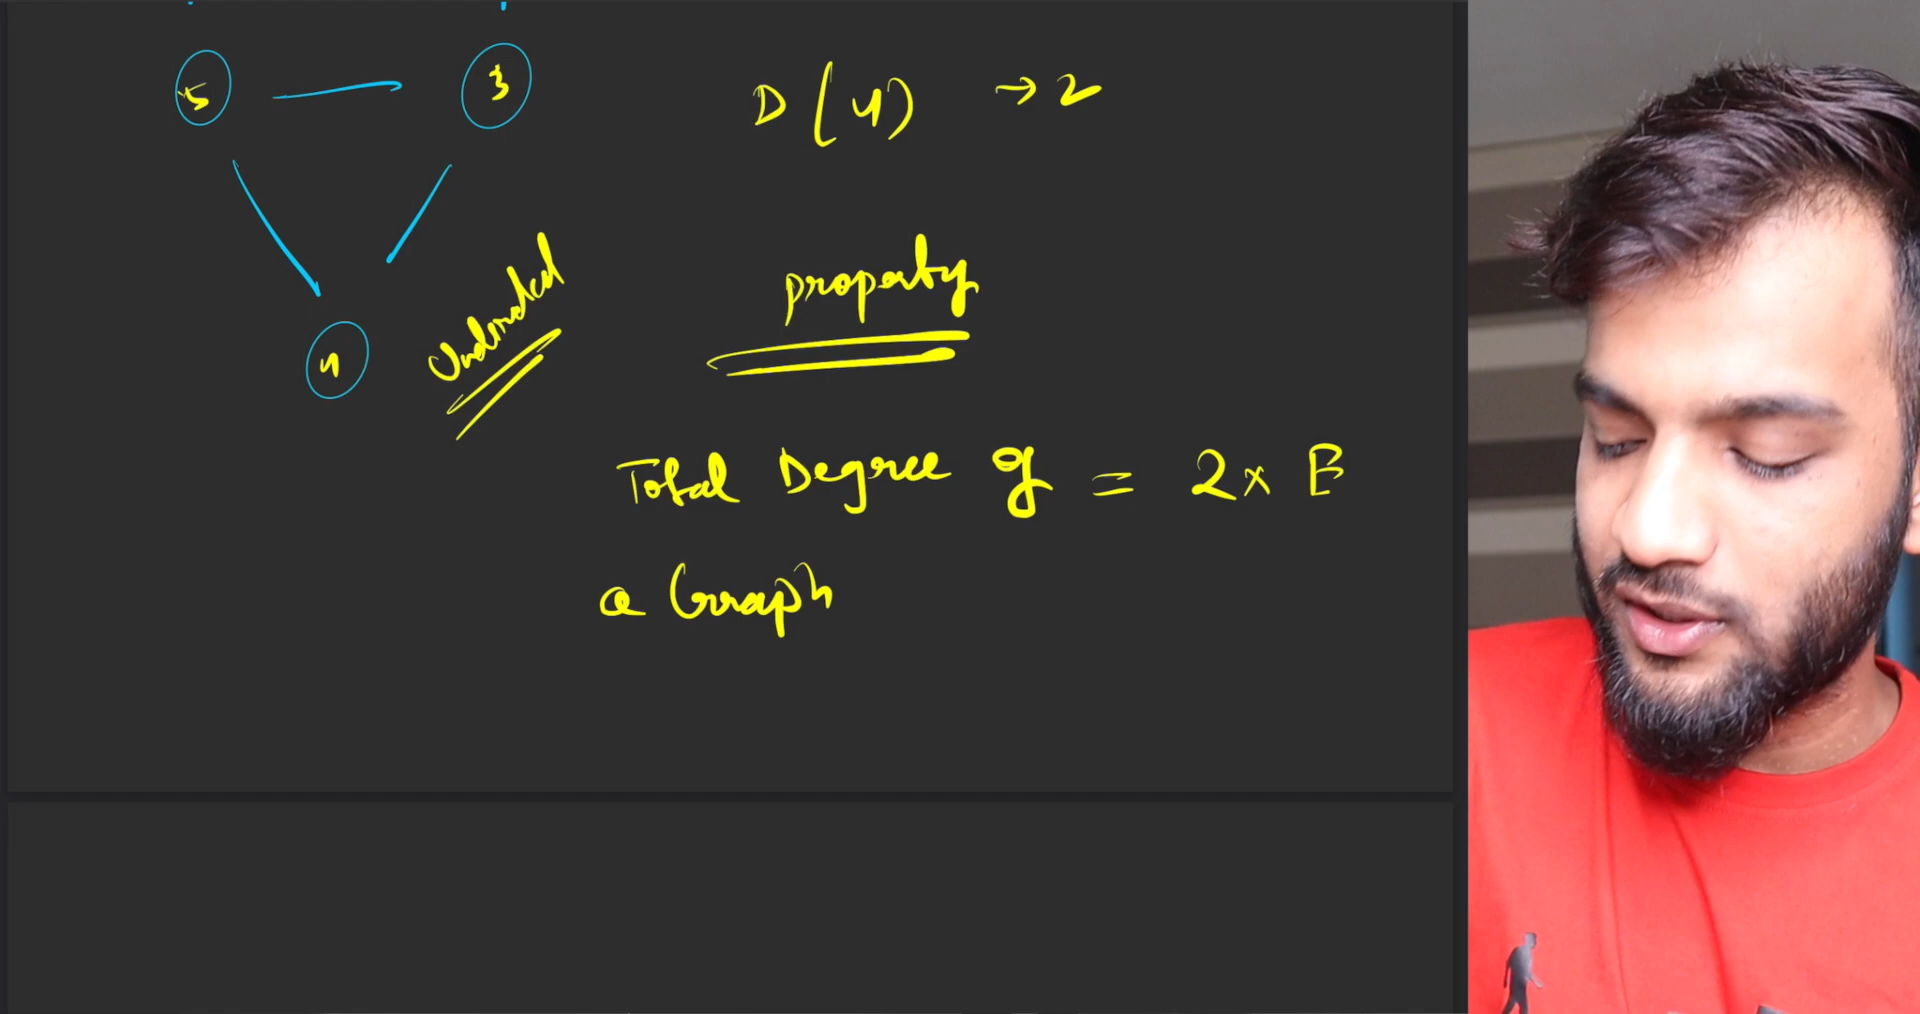 5 3
D(4) → 2
Undirected
property
4
Total Degree of = 2 x E
a Graph